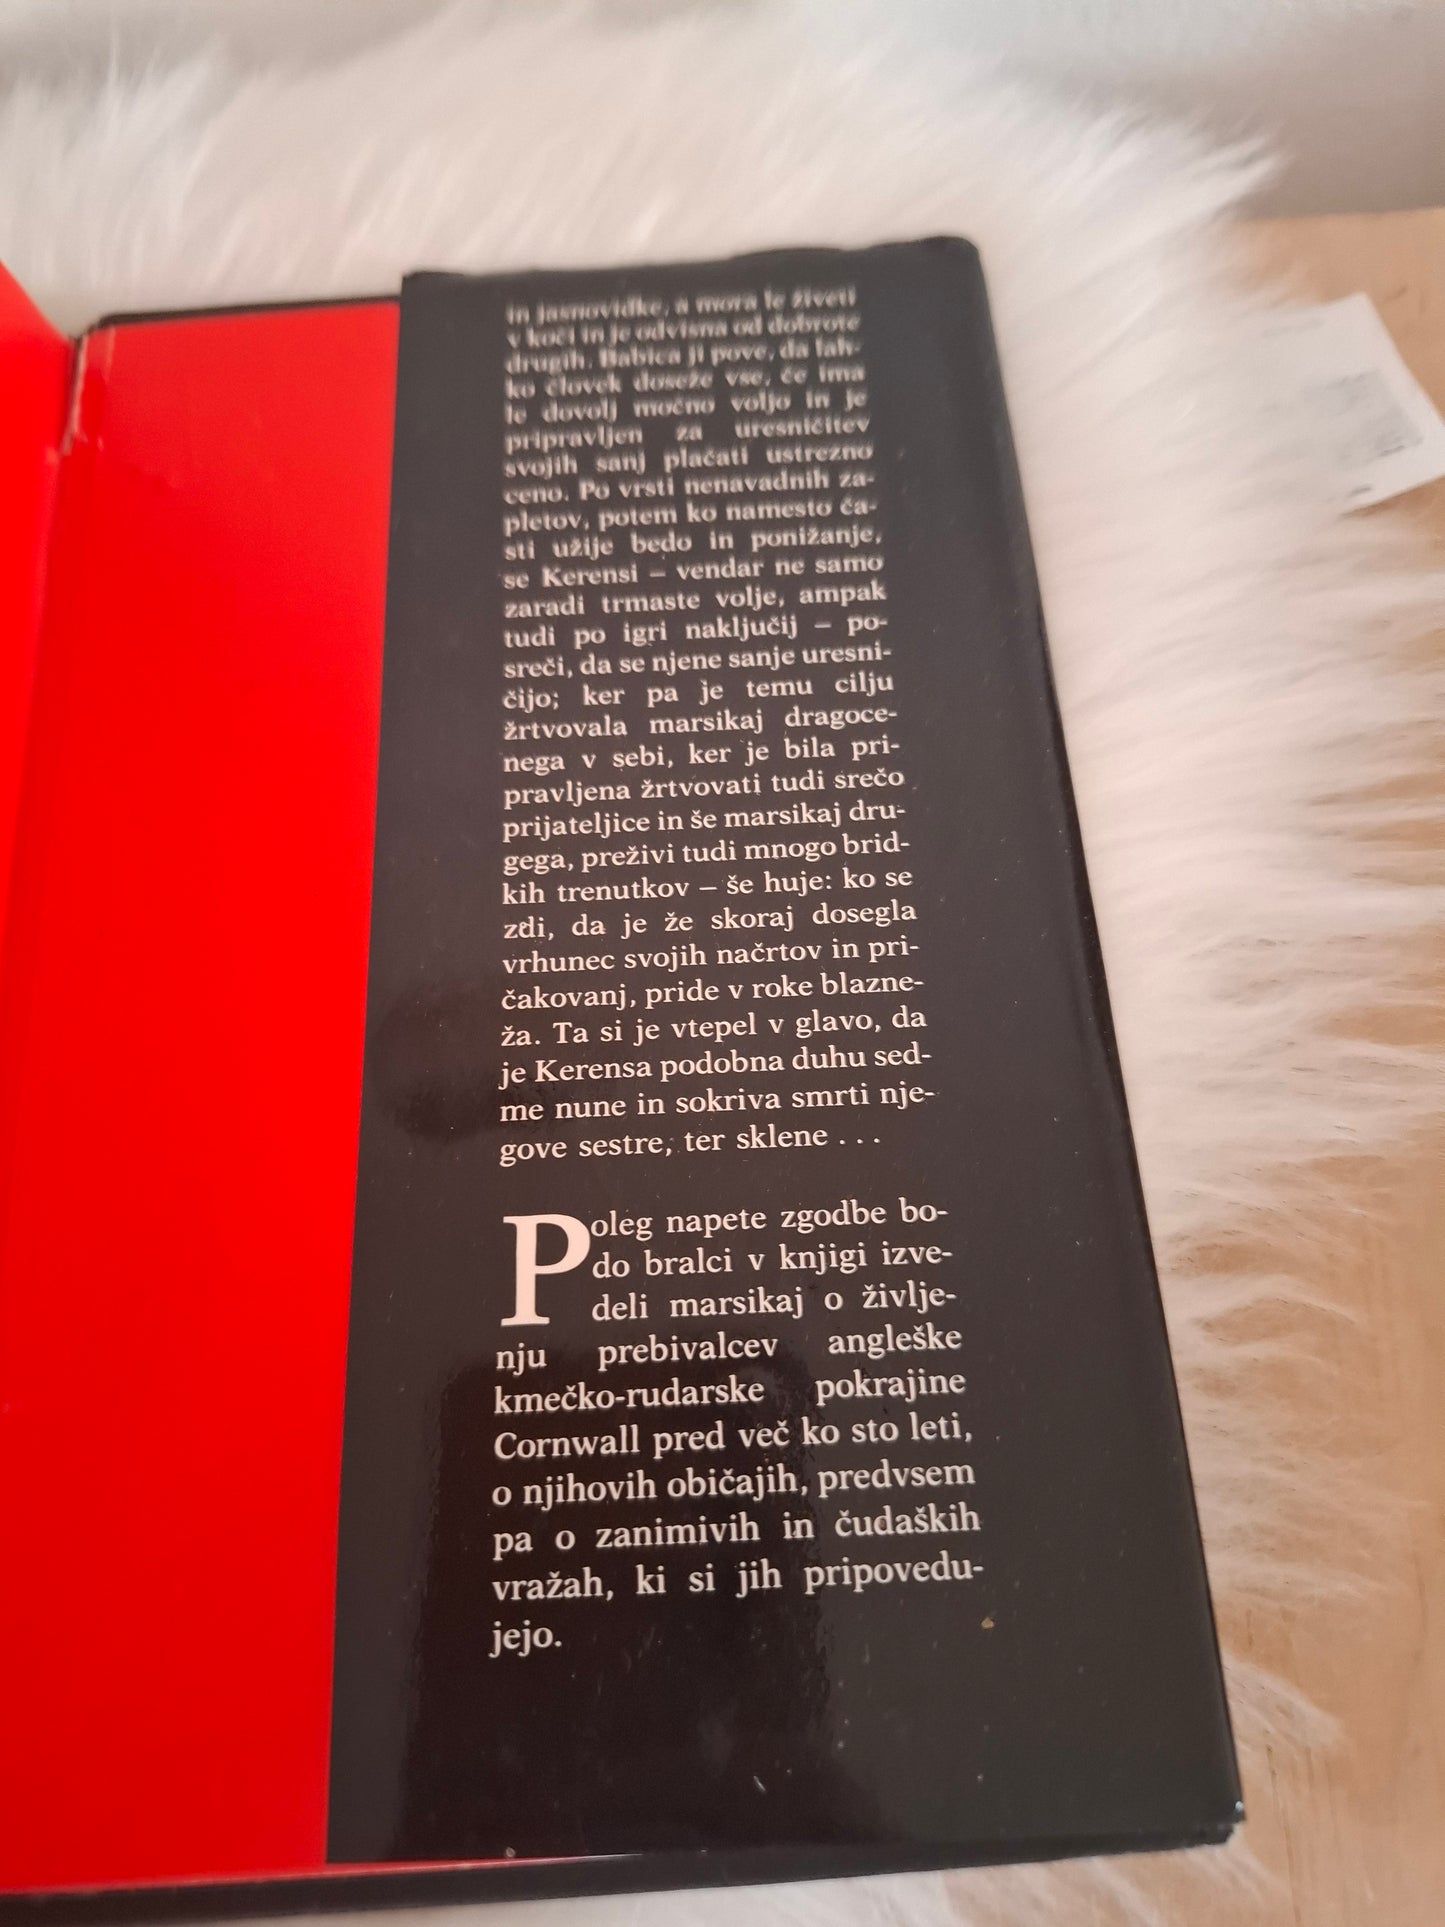 in jasnovidke, a mora le živeti
v koči in je odvisna od dobrote
drugih. Babica ji pove, da lah-
ko človek doseže vse, če ima
le dovolj močno voljo in je
pripravljen za uresničitev
svojih sanj plačati ustrezno
ceno. Po vrsti nenavadnih za-
pletov, potem ko namesto ča-
sti užije bedo in ponižanje,
se Kerensi – vendar ne samo
zaradi trmaste volje, ampak
tudi po igri naključij – po-
sreči, da se njene sanje uresni-
čijo; ker pa je temu cilju
žrtvovala marsikaj dragoce-
nega v sebi, ker je bila pri-
pravljena žrtvovati tudi srečo
prijateljice in še marsikaj dru-
gega, preživi tudi mnogo brid-
kih trenutkov – še huje: ko se
zdi, da je že skoraj dosegla
vrhunec svojih načrtov in pri-
čakovanj, pride v roke blazne-
ža. Ta si je vtepel v glavo, da
je Kerensa podobna duhu sed-
me nune in sokriva smrti nje-
gove sestre, ter sklene . . .
Poleg napete zgodbe bo-
do bralci v knjigi izve-
deli marsikaj o življe-
nju prebivalcev angleške
kmečko-rudarske pokrajine
Cornwall pred več ko sto leti,
o njihovih običajih, predvsem
pa o zanimivih in čudaških
vražah, ki si jih pripovedu-
jejo.